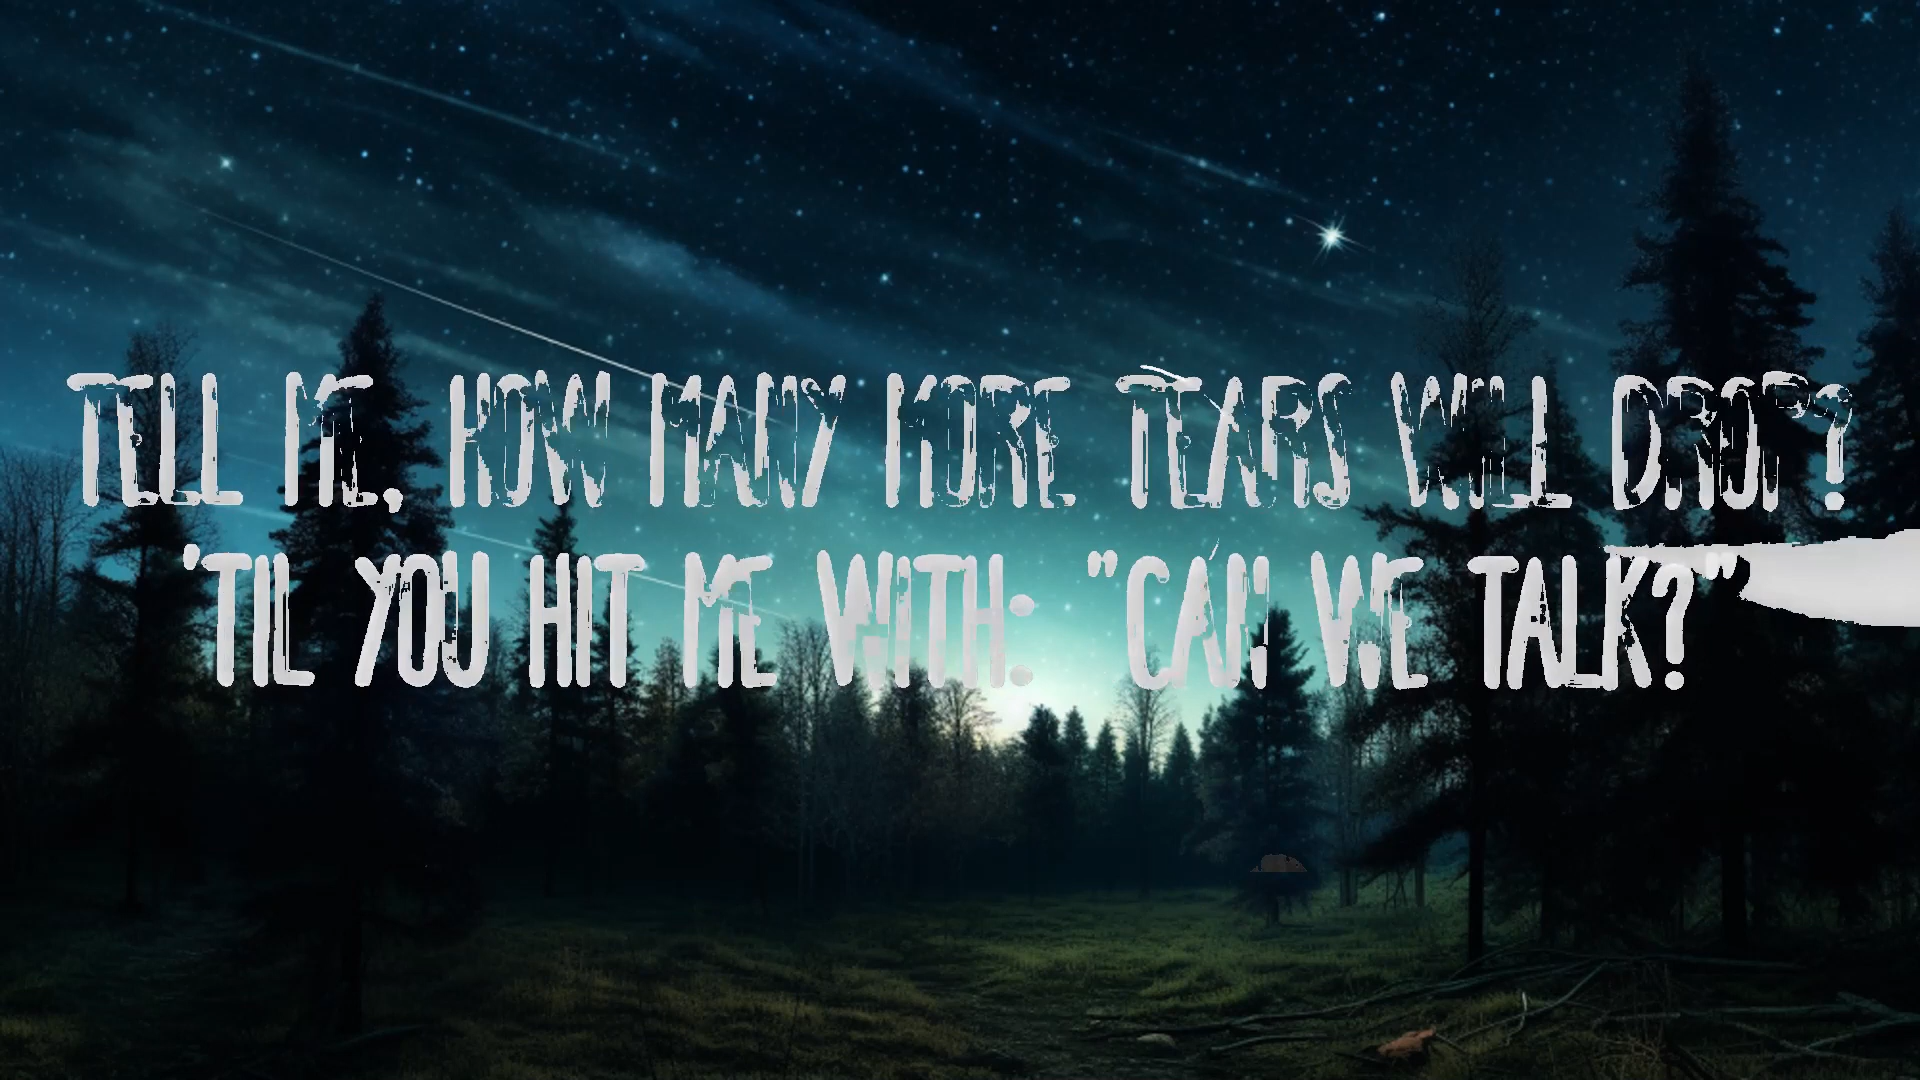 TELL ME, HOW MANY MORE TEARS WILL DROP?
'TIL YOU HIT ME WITH: "CAN WE TALK?"